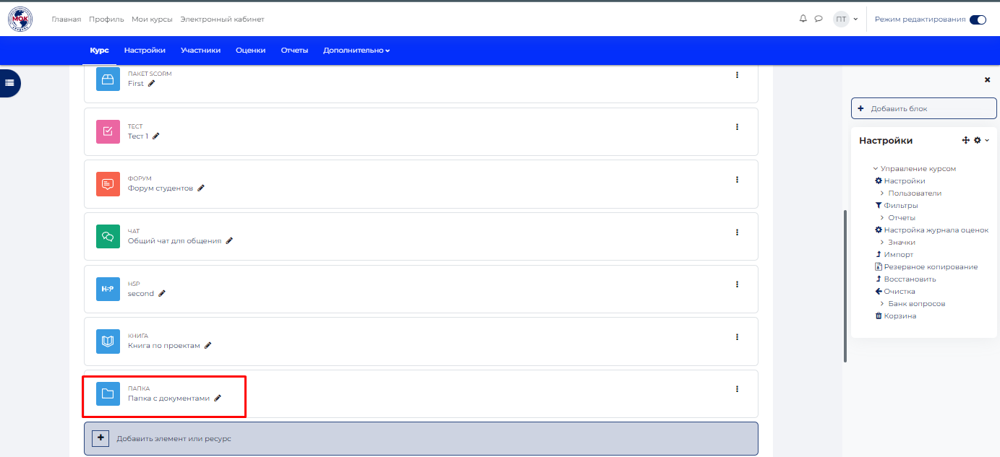 МОК
Главная Профиль Мои курсы Электронный кабинет
ПТ
Режим редактирования
Курс Настройки Участники Оценки Отчеты Дополнительно
ПАКЕТ SCORM
First
ТЕСТ
Тест 1
ФОРУМ
Форум студентов
ЧАТ
Общий чат для общения
H5P
H5P
second
КНИГА
Книга по проектам
ПАПКА
Папка с документами
Добавить элемент или ресурс
Добавить блок
Настройки
Управление курсом
Настройки
Пользователи
Фильтры
Отчеты
Настройка журнала оценок
Значки
Импорт
Резервное копирование
Восстановить
Очистка
Банк вопросов
Корзина